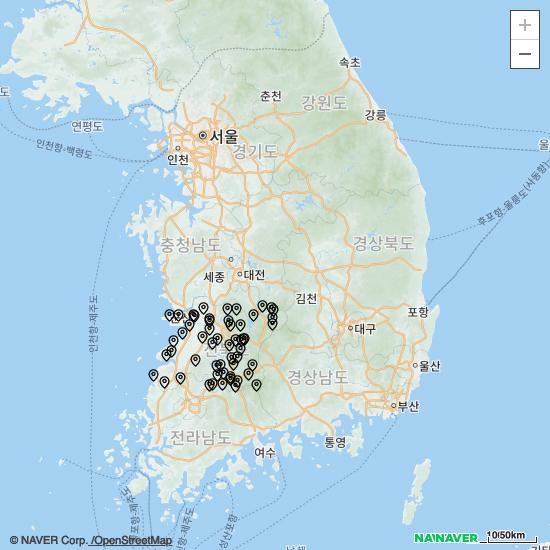 +
−
속초
춘천
강원도
강릉
연평도
서울
경기도
인천
인천항-백령도
울
후포항-울릉도(사동항)
충청남도
경상북도
세종
대전
김천
포항
인천항-제주도
대구
울산
경상남도
부산
전라남도
여수
통영
© NAVER Corp. /OpenStreetMap
NAVER
10|50km